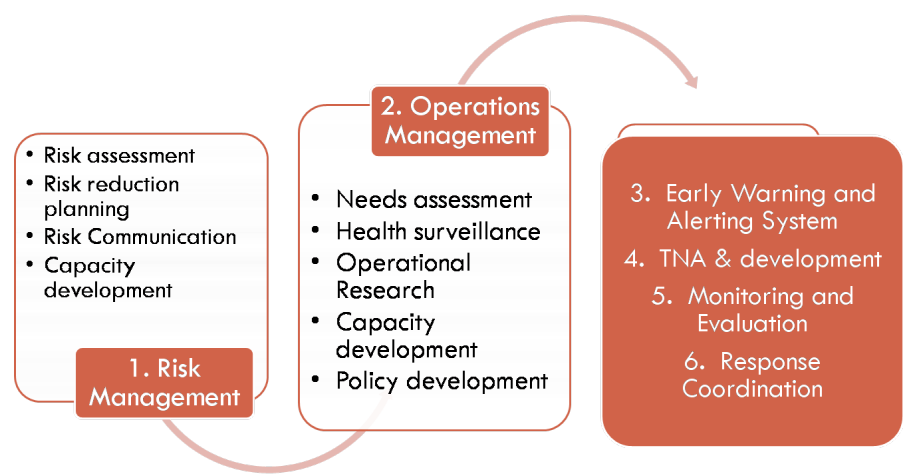 • Risk assessment
• Risk reduction
planning
• Risk Communication
• Capacity
development
1. Risk
Management
2. Operations
Management
• Needs assessment
• Health surveillance
• Operational
Research
• Capacity
development
• Policy development
3. Early Warning and
Alerting System
4. TNA & development
5. Monitoring and
Evaluation
6. Response
Coordination